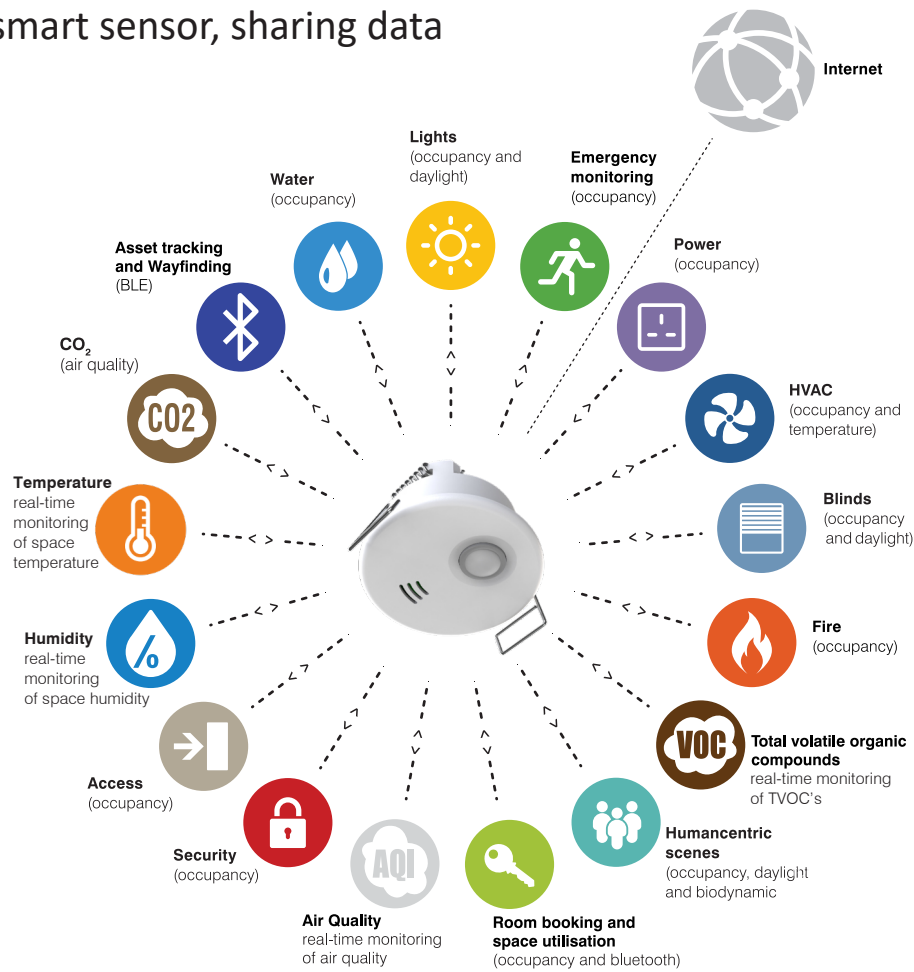 smart sensor, sharing data
Internet
Lights
(occupancy and
daylight)
Emergency
monitoring
(occupancy)
Water
(occupancy)
Power
(occupancy)
Asset tracking
and Wayfinding
(BLE)
CO₂
(air quality)
CO2
HVAC
(occupancy and
temperature)
Temperature
real-time
monitoring
of space
temperature
Blinds
(occupancy
and daylight)
Humidity
real-time
monitoring
of space humidity
%
Fire
(occupancy)
VOC
Total volatile organic
compounds
real-time monitoring
of TVOC's
Access
(occupancy)
Humancentric
scenes
(occupancy, daylight
and biodynamic
Security
(occupancy)
AQI
Air Quality
real-time monitoring
of air quality
Room booking and
space utilisation
(occupancy and bluetooth)